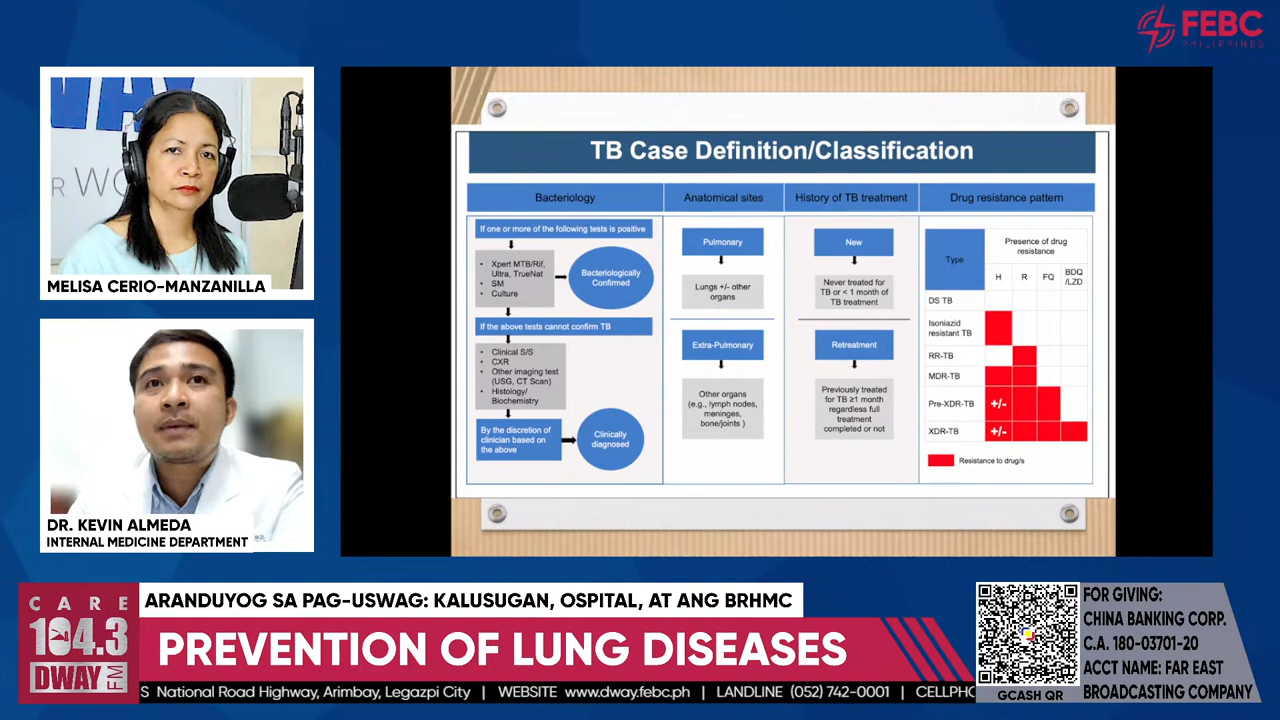 FEBC
PHILIPPINES
WAY
R WO
MELISA CERIO-MANZANILLA
DR. KEVIN ALMEDA
INTERNAL MEDICINE DEPARTMENT
TB Case Definition/Classification
Bacteriology
If one or more of the following tests is positive
• Xpert MTB/Rif,
Ultra, TrueNat
• SM
• Culture
Bacteriologically
Confirmed
If the above tests cannot confirm TB
• Clinical S/S
• CXR
• Other imaging test
(USG, CT Scan)
• Histology/
Biochemistry
By the discretion of
clinician based on
the above
Clinically
diagnosed
Anatomical sites
Pulmonary
Lungs +/- other
organs
Extra-Pulmonary
Other organs
(e.g., lymph nodes,
meninges,
bone/joints )
History of TB treatment
New
Never treated for
TB or < 1 month of
TB treatment
Retreatment
Previously treated
for TB ≥1 month
regardless full
treatment
completed or not
Drug resistance pattern
Type
Presence of drug
resistance
H R FQ BDQ
/LZD
DS TB
Isoniazid
resistant TB
RR-TB
MDR-TB
Pre-XDR-TB +/-
XDR-TB +/-
Resistance to drug/s
CARE
104.3
DWAY FM
ARANDUYOG SA PAG-USWAG: KALUSUGAN, OSPITAL, AT ANG BRHMC
PREVENTION OF LUNG DISEASES
S National Road Highway, Arimbay, Legazpi City | WEBSITE www.dway.febc.ph | LANDLINE (052) 742-0001 | CELLPHO
GCASH QR
FOR GIVING:
CHINA BANKING CORP.
C.A. 180-03701-20
ACCT NAME: FAR EAST
BROADCASTING COMPANY